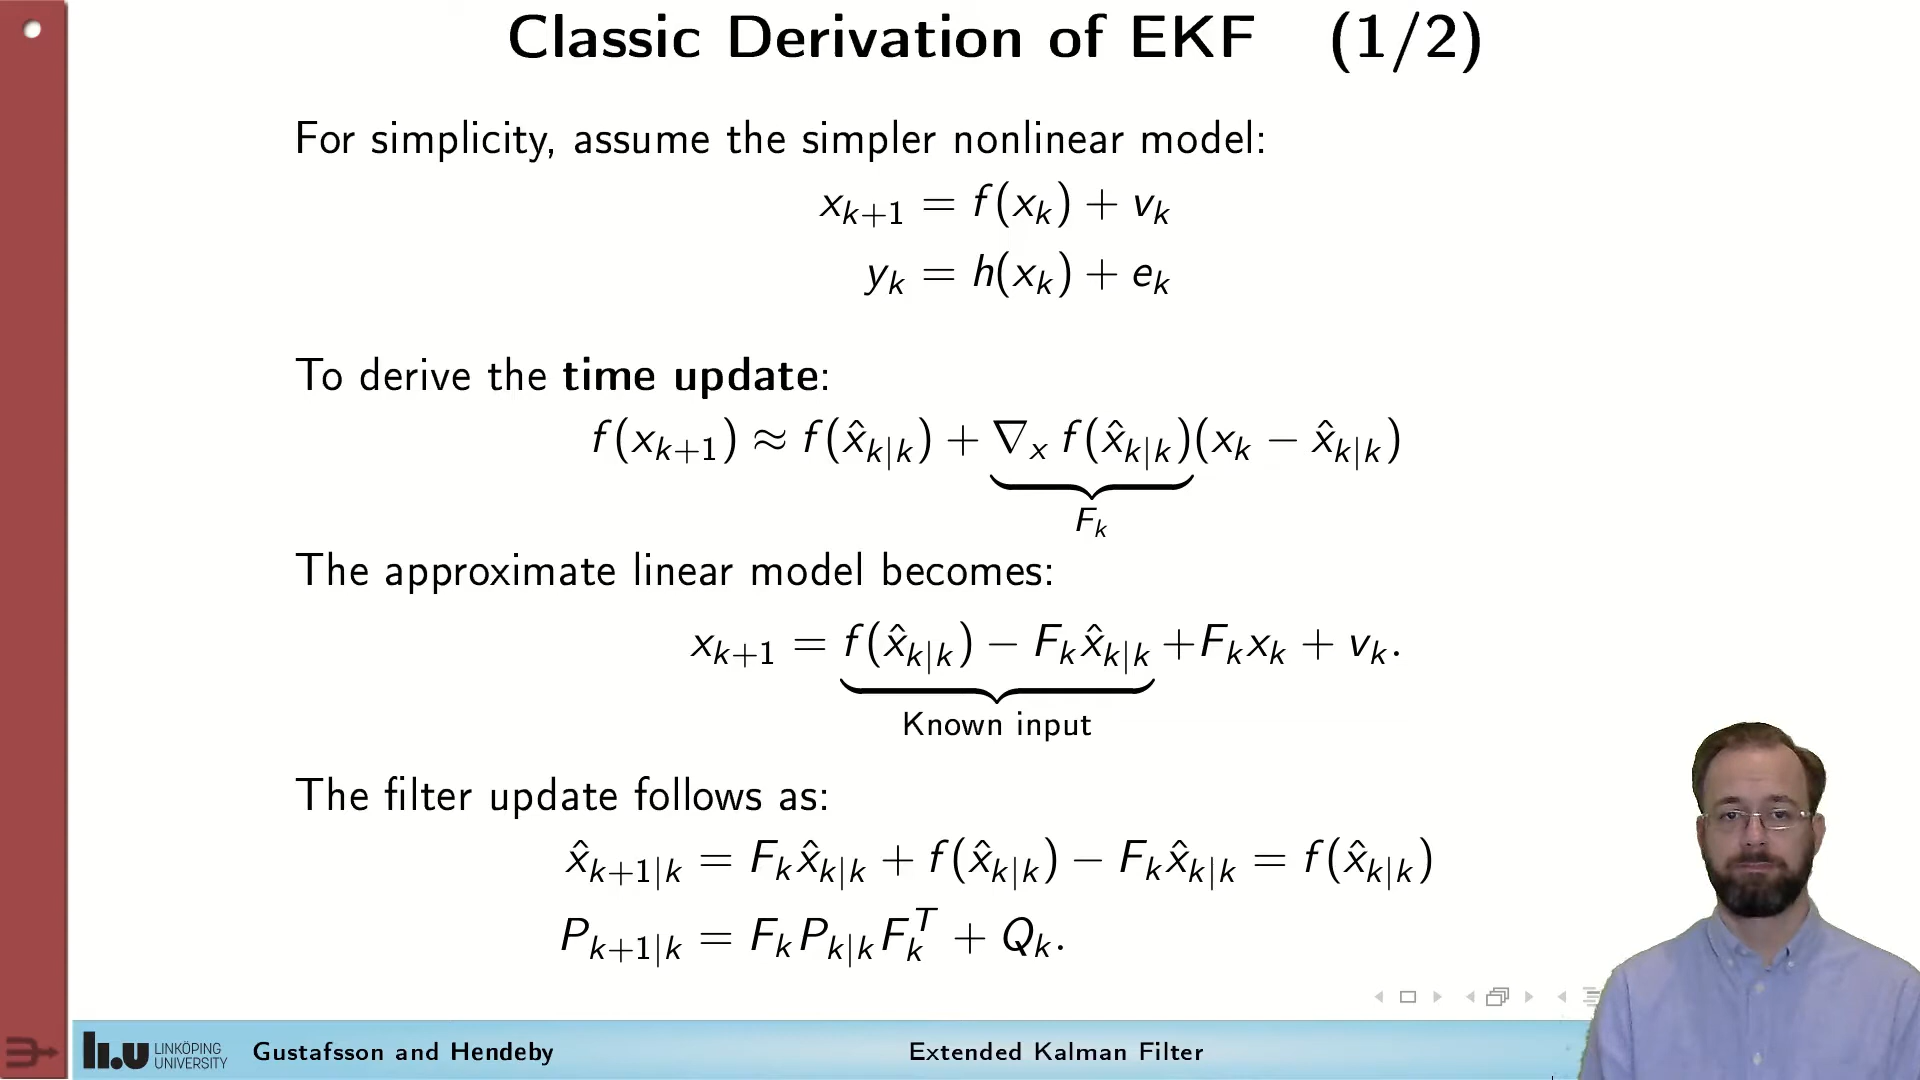 Classic Derivation of EKF (1/2)
For simplicity, assume the simpler nonlinear model:
x_{k+1} = f(x_k) + v_k
y_k = h(x_k) + e_k
To derive the time update:
f(x_{k+1}) ≈ f(x̂_{k|k}) + ∇_x f(x̂_{k|k})(x_k − x̂_{k|k})
F_k
The approximate linear model becomes:
x_{k+1} = f(x̂_{k|k}) − F_k x̂_{k|k} + F_k x_k + v_k.
Known input
The filter update follows as:
x̂_{k+1|k} = F_k x̂_{k|k} + f(x̂_{k|k}) − F_k x̂_{k|k} = f(x̂_{k|k})
P_{k+1|k} = F_k P_{k|k} F_k^T + Q_k.
li.u LINKÖPING UNIVERSITY Gustafsson and Hendeby Extended Kalman Filter